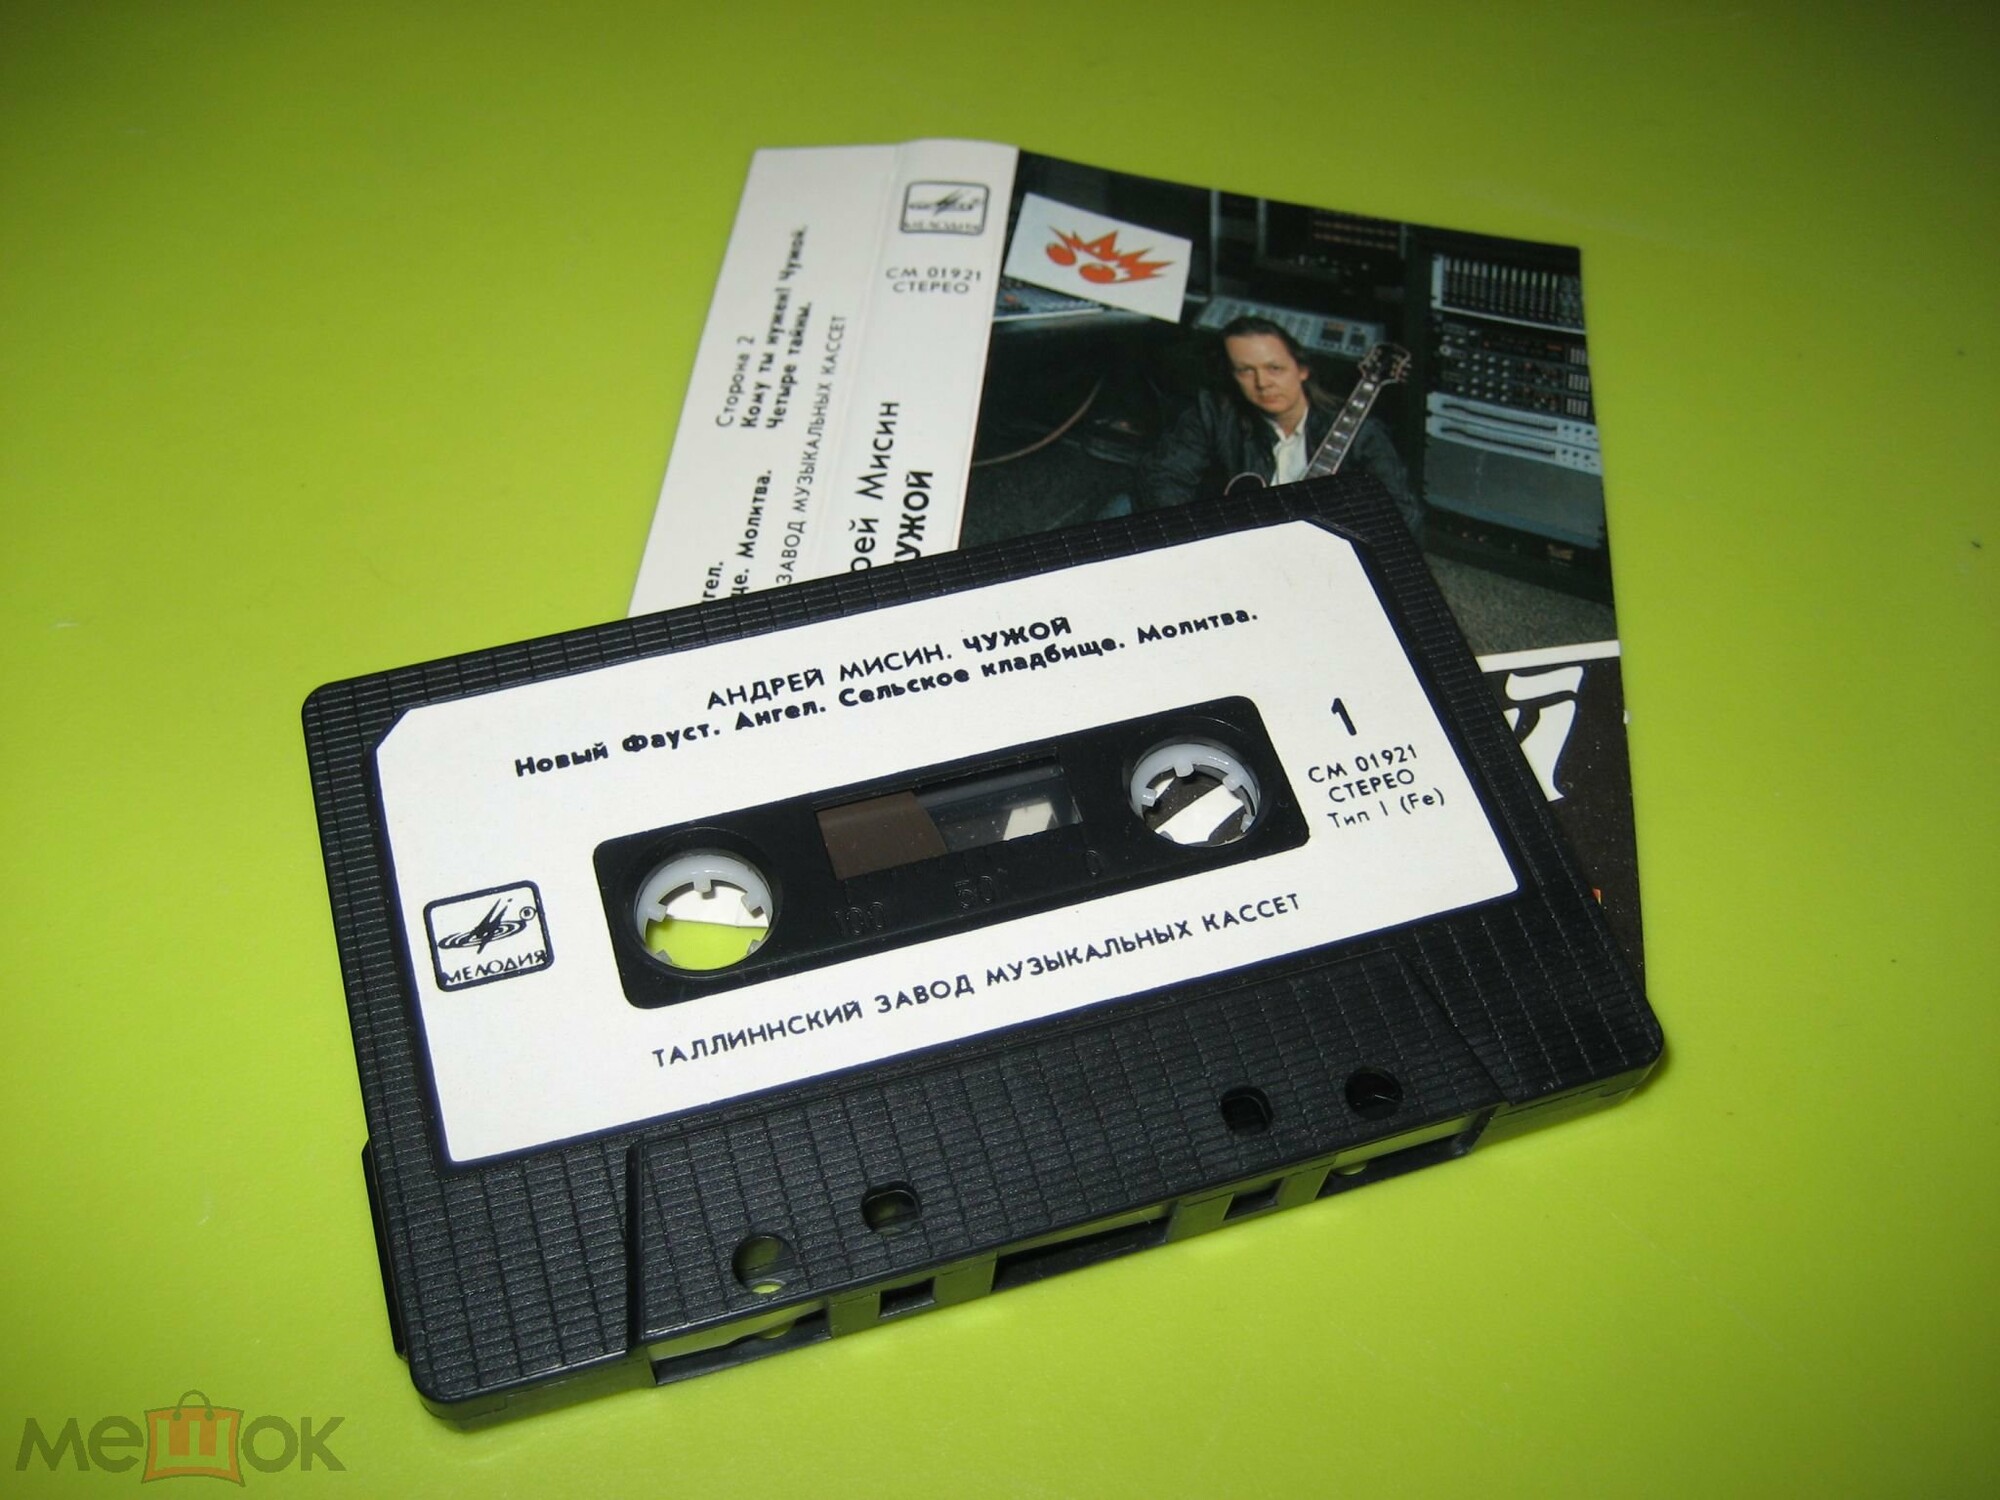 МЕЛОДИЯ
СМ 01921
СТЕРЕО
Сторона 2
Кому ты нужен! Чужой.
Четыре тайны.
Молитва.
ЗАВОД МУЗЫКАЛЬНЫХ КАССЕТ
Мисин
АНДРЕЙ МИСИН. ЧУЖОЙ
Новый Фауст. Ангел. Сельское кладбище. Молитва.
1
СМ 01921
СТЕРЕО
Тип I (Fe)
100 50 0
МЕЛОДИЯ
ТАЛЛИННСКИЙ ЗАВОД МУЗЫКАЛЬНЫХ КАССЕТ
мешок